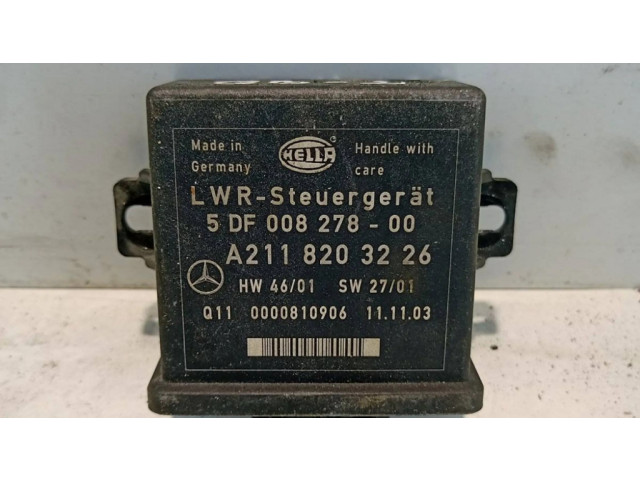 Made in
Germany
HELLA
Handle with
care
LWR-Steuergerät
5 DF 008 278 - 00
A211 820 32 26
HW 46/01 SW 27/01
Q11 0000810906 11.11.03